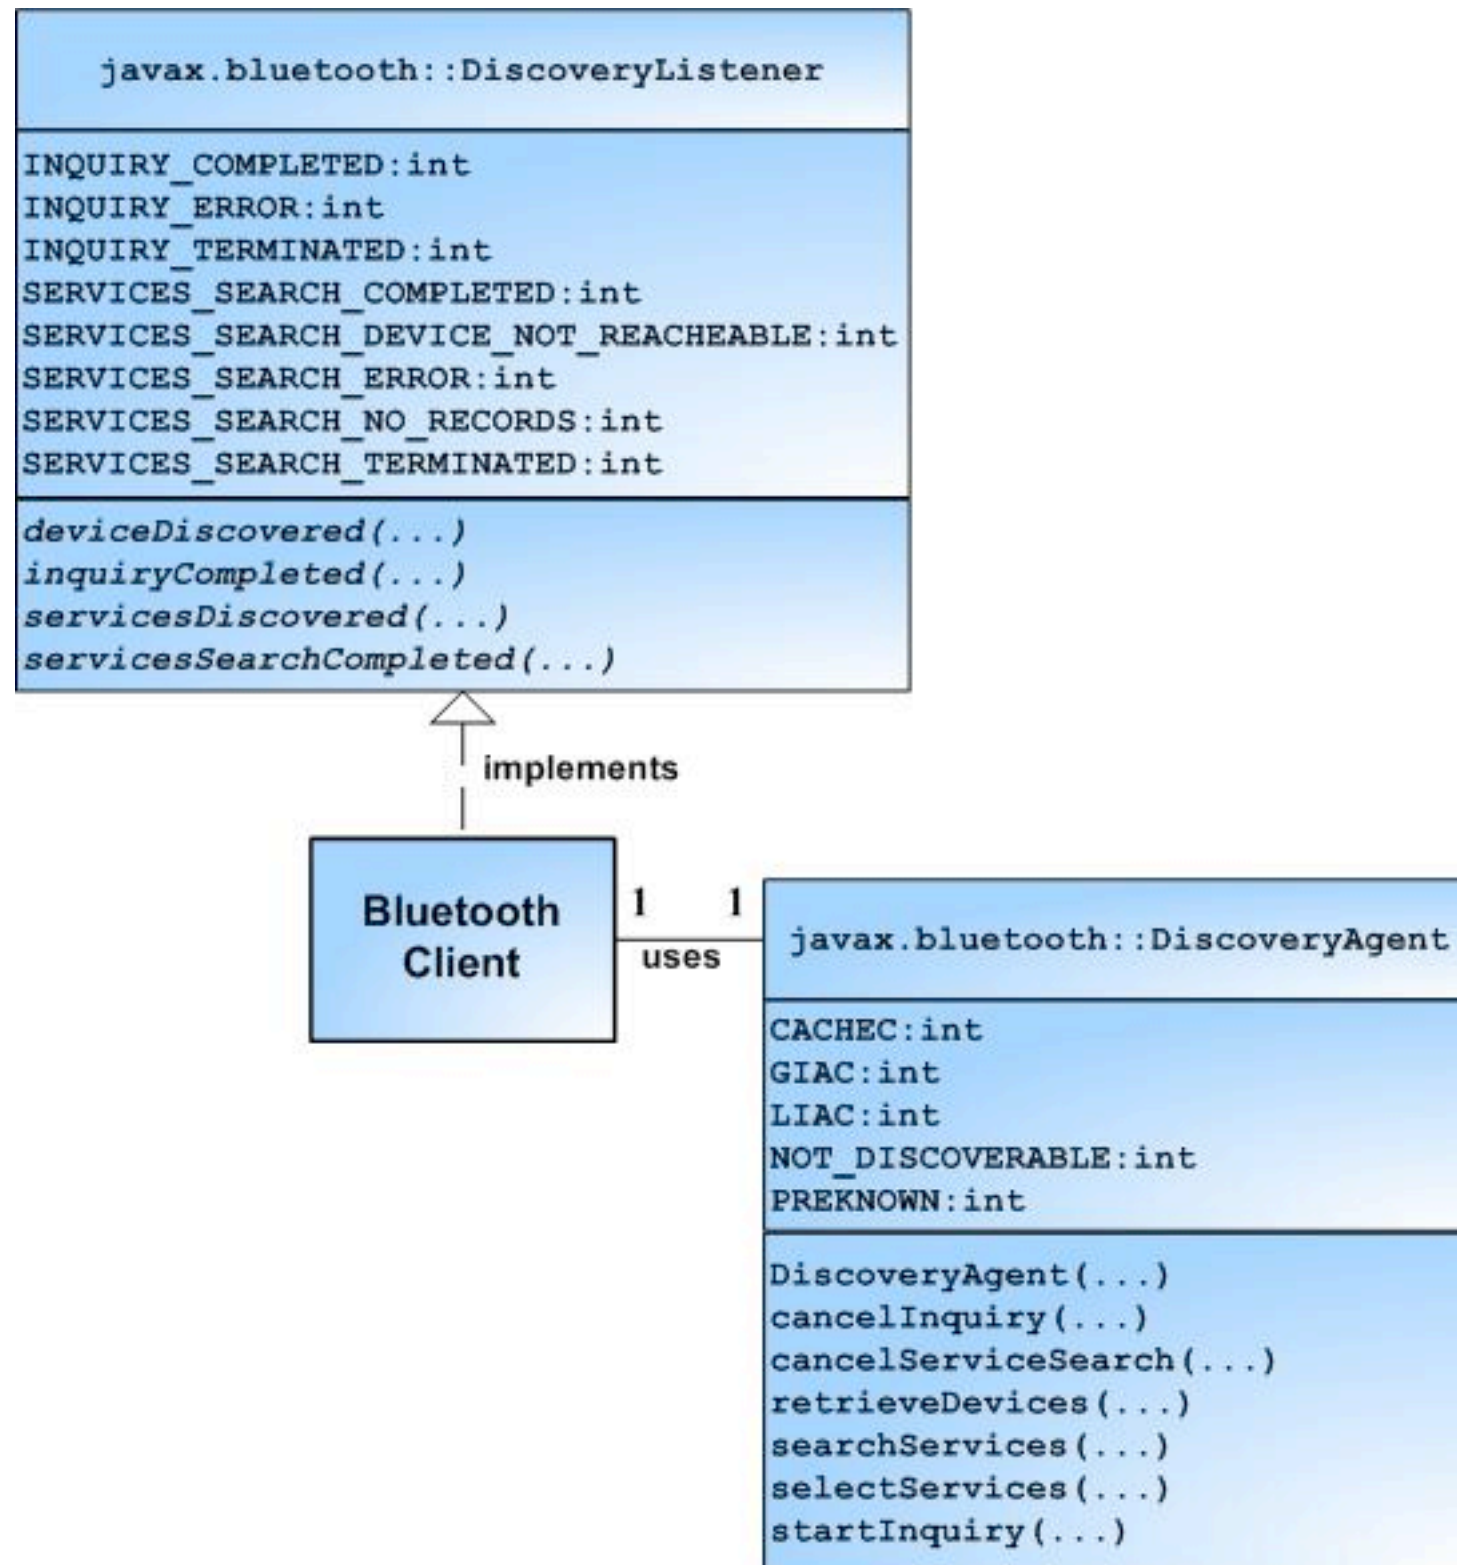 javax.bluetooth::DiscoveryListener
INQUIRY_COMPLETED:int
INQUIRY_ERROR:int
INQUIRY_TERMINATED:int
SERVICES_SEARCH_COMPLETED:int
SERVICES_SEARCH_DEVICE_NOT_REACHEABLE:int
SERVICES_SEARCH_ERROR:int
SERVICES_SEARCH_NO_RECORDS:int
SERVICES_SEARCH_TERMINATED:int
deviceDiscovered(...)
inquiryCompleted(...)
servicesDiscovered(...)
servicesSearchCompleted(...)
implements
Bluetooth
Client
1 1
uses
javax.bluetooth::DiscoveryAgent
CACHEC:int
GIAC:int
LIAC:int
NOT_DISCOVERABLE:int
PREKNOWN:int
DiscoveryAgent(...)
cancelInquiry(...)
cancelServiceSearch(...)
retrieveDevices(...)
searchServices(...)
selectServices(...)
startInquiry(...)